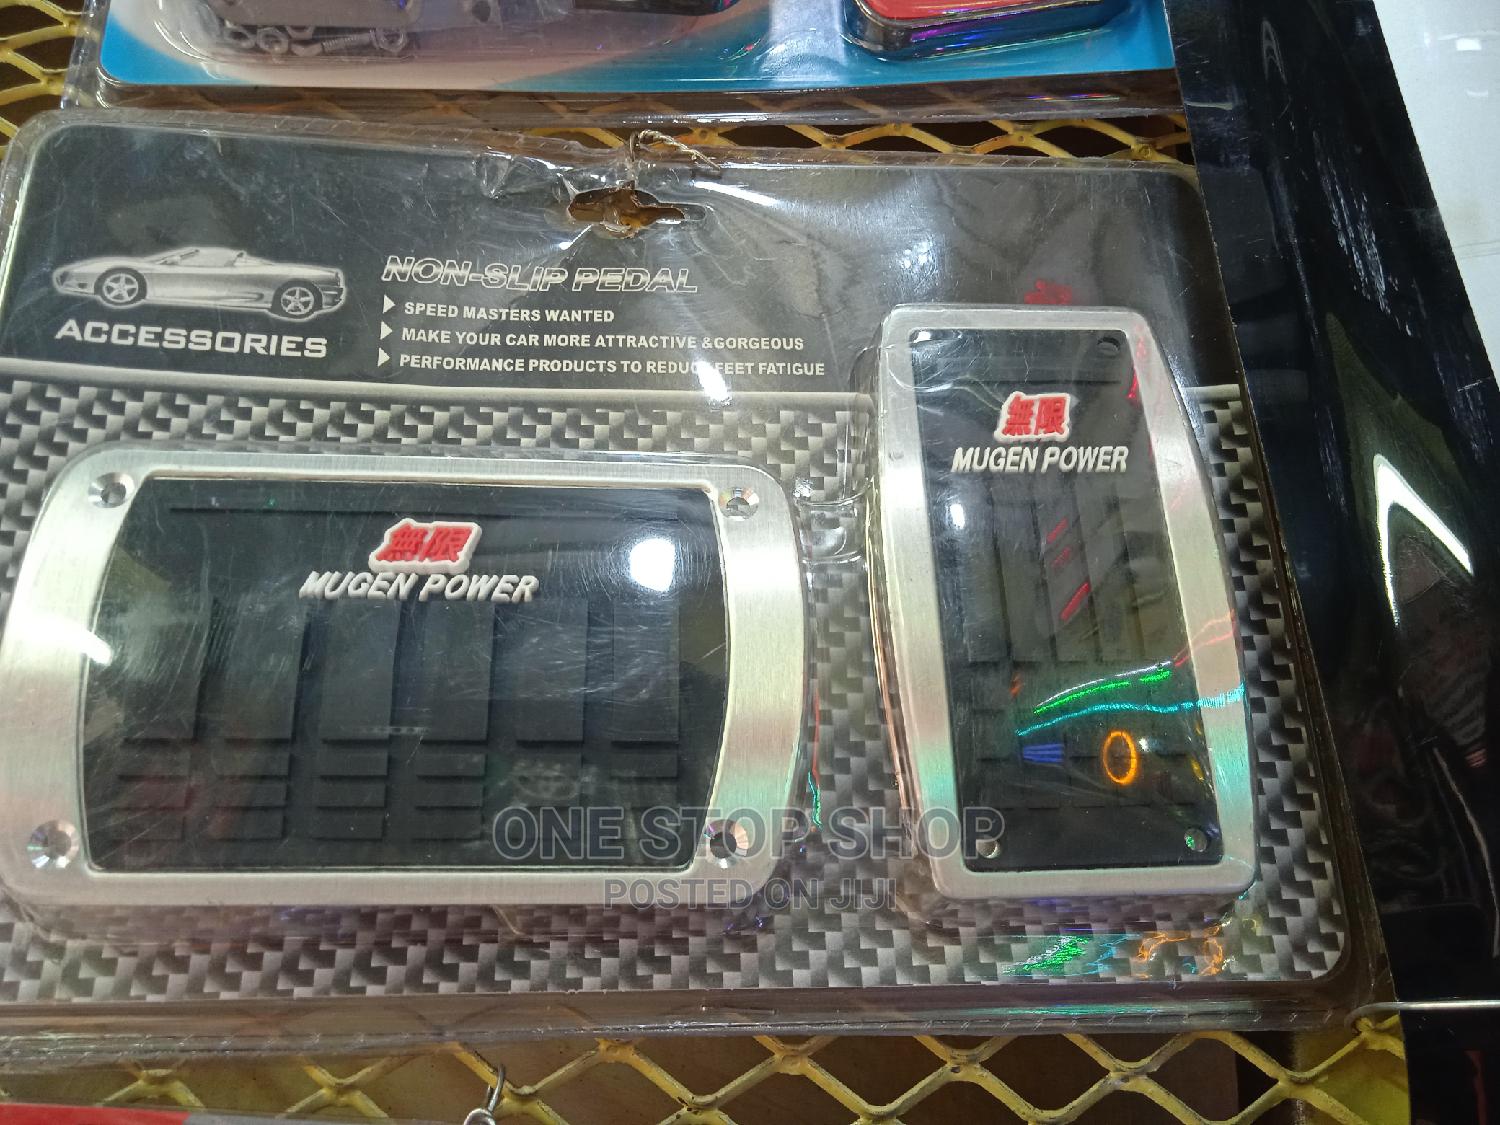 NON-SLIP PEDAL
SPEED MASTERS WANTED
MAKE YOUR CAR MORE ATTRACTIVE &GORGEOUS
PERFORMANCE PRODUCTS TO REDUCE FEET FATIGUE
ACCESSORIES
無限
MUGEN POWER
無限
MUGEN POWER
ONE STOP SHOP
POSTED ON JIJI